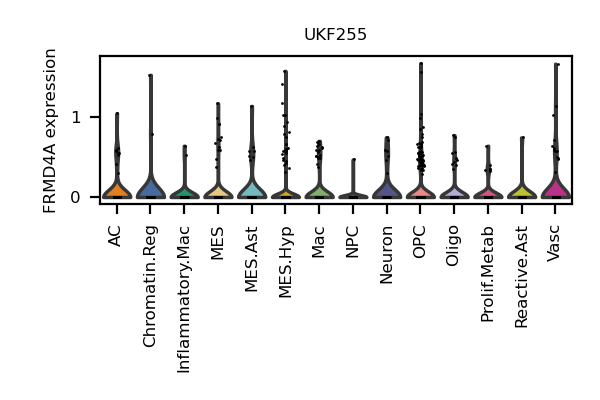 UKF255
FRMD4A expression
1
0
AC
Chromatin.Reg
Inflammatory.Mac
MES
MES.Ast
MES.Hyp
Mac
NPC
Neuron
OPC
Oligo
Prolif.Metab
Reactive.Ast
Vasc